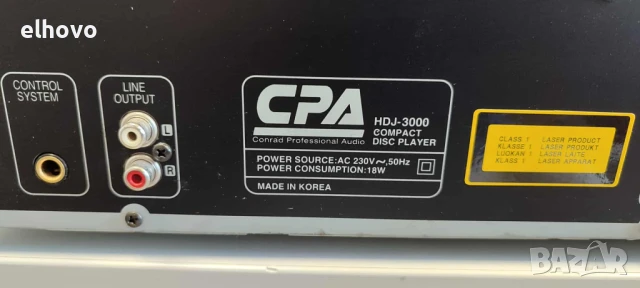 elhovo
CONTROL
SYSTEM
LINE
OUTPUT
L
R
CPA
Conrad Professional Audio
HDJ-3000
COMPACT
DISC PLAYER
POWER SOURCE:AC 230V~,50Hz
POWER CONSUMPTION:18W
MADE IN KOREA
CLASS 1 LASER PRODUCT
KLASSE 1 LASER PRODUKT
LUOKAN 1 LASER LAITE
KLASS 1 LASER APPARAT
BAZAR